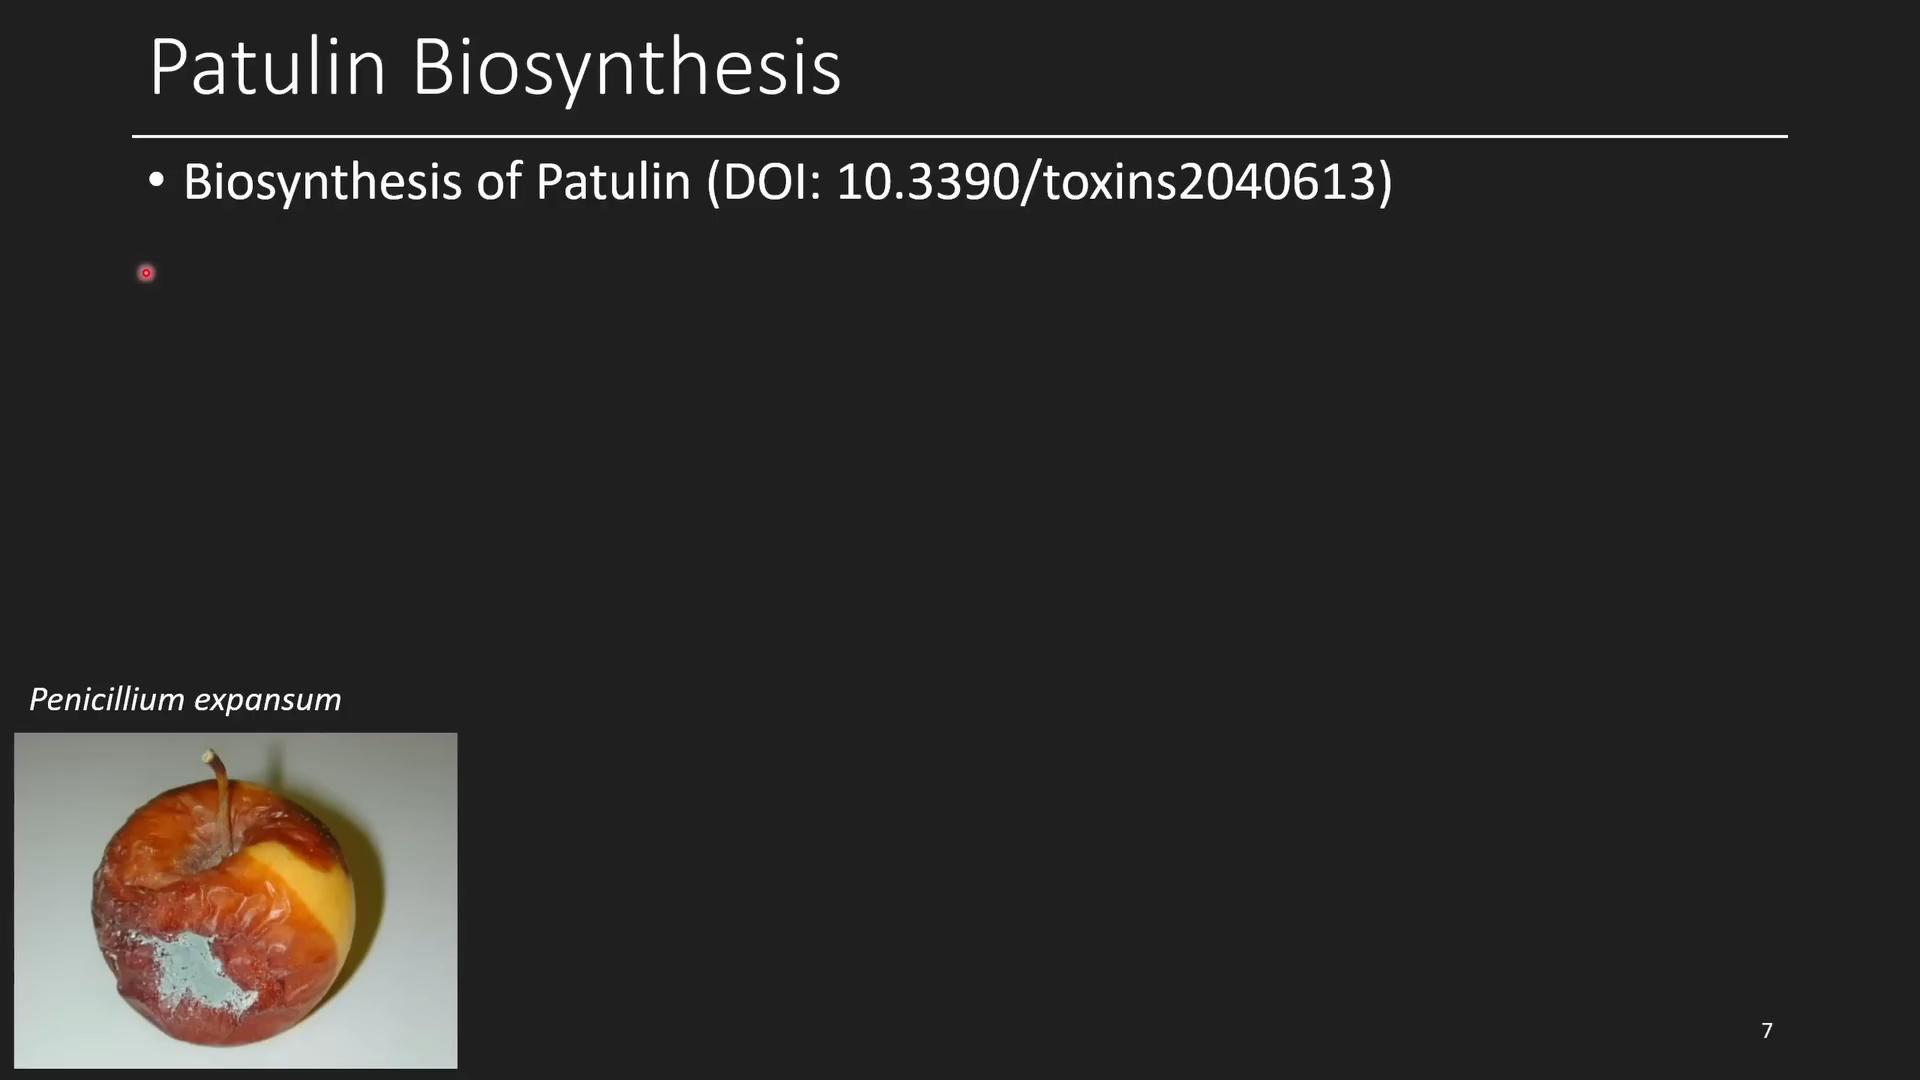 Patulin Biosynthesis
• Biosynthesis of Patulin (DOI: 10.3390/toxins2040613)
Penicillium expansum
7